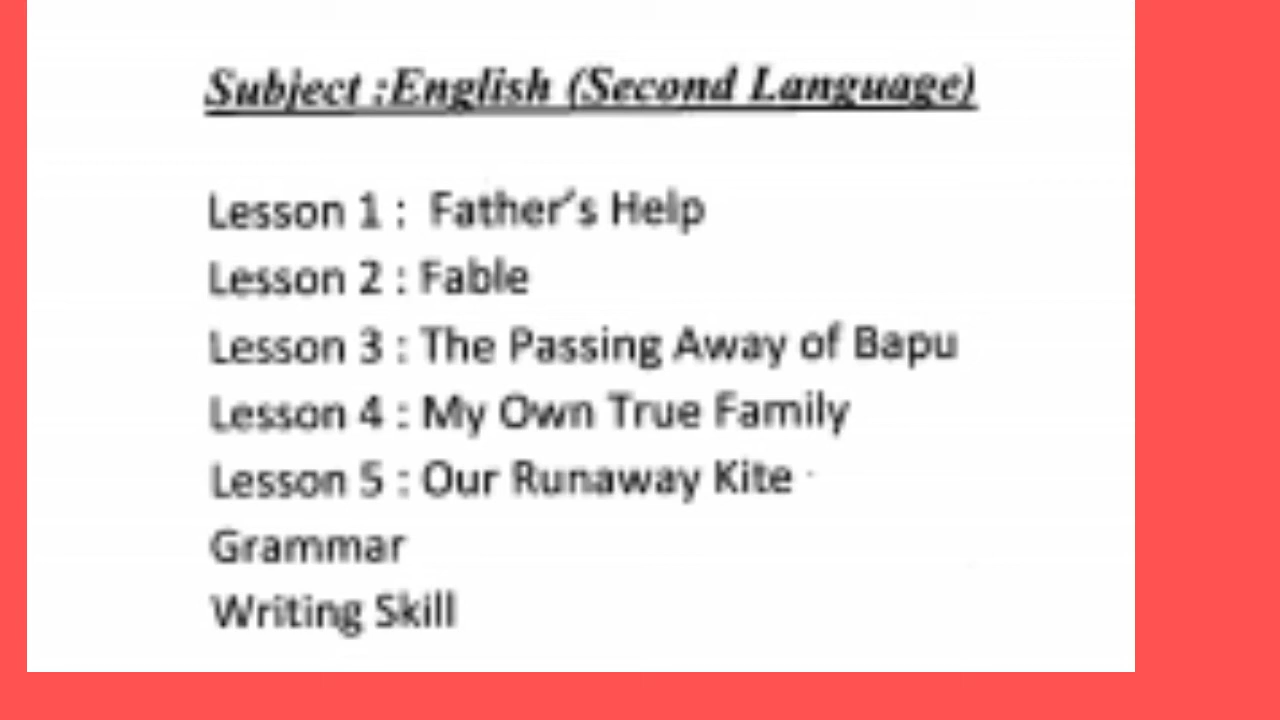 Subject :English (Second Language)
Lesson 1 : Father's Help
Lesson 2 : Fable
Lesson 3 : The Passing Away of Bapu
Lesson 4 : My Own True Family
Lesson 5 : Our Runaway Kite
Grammar
Writing Skill